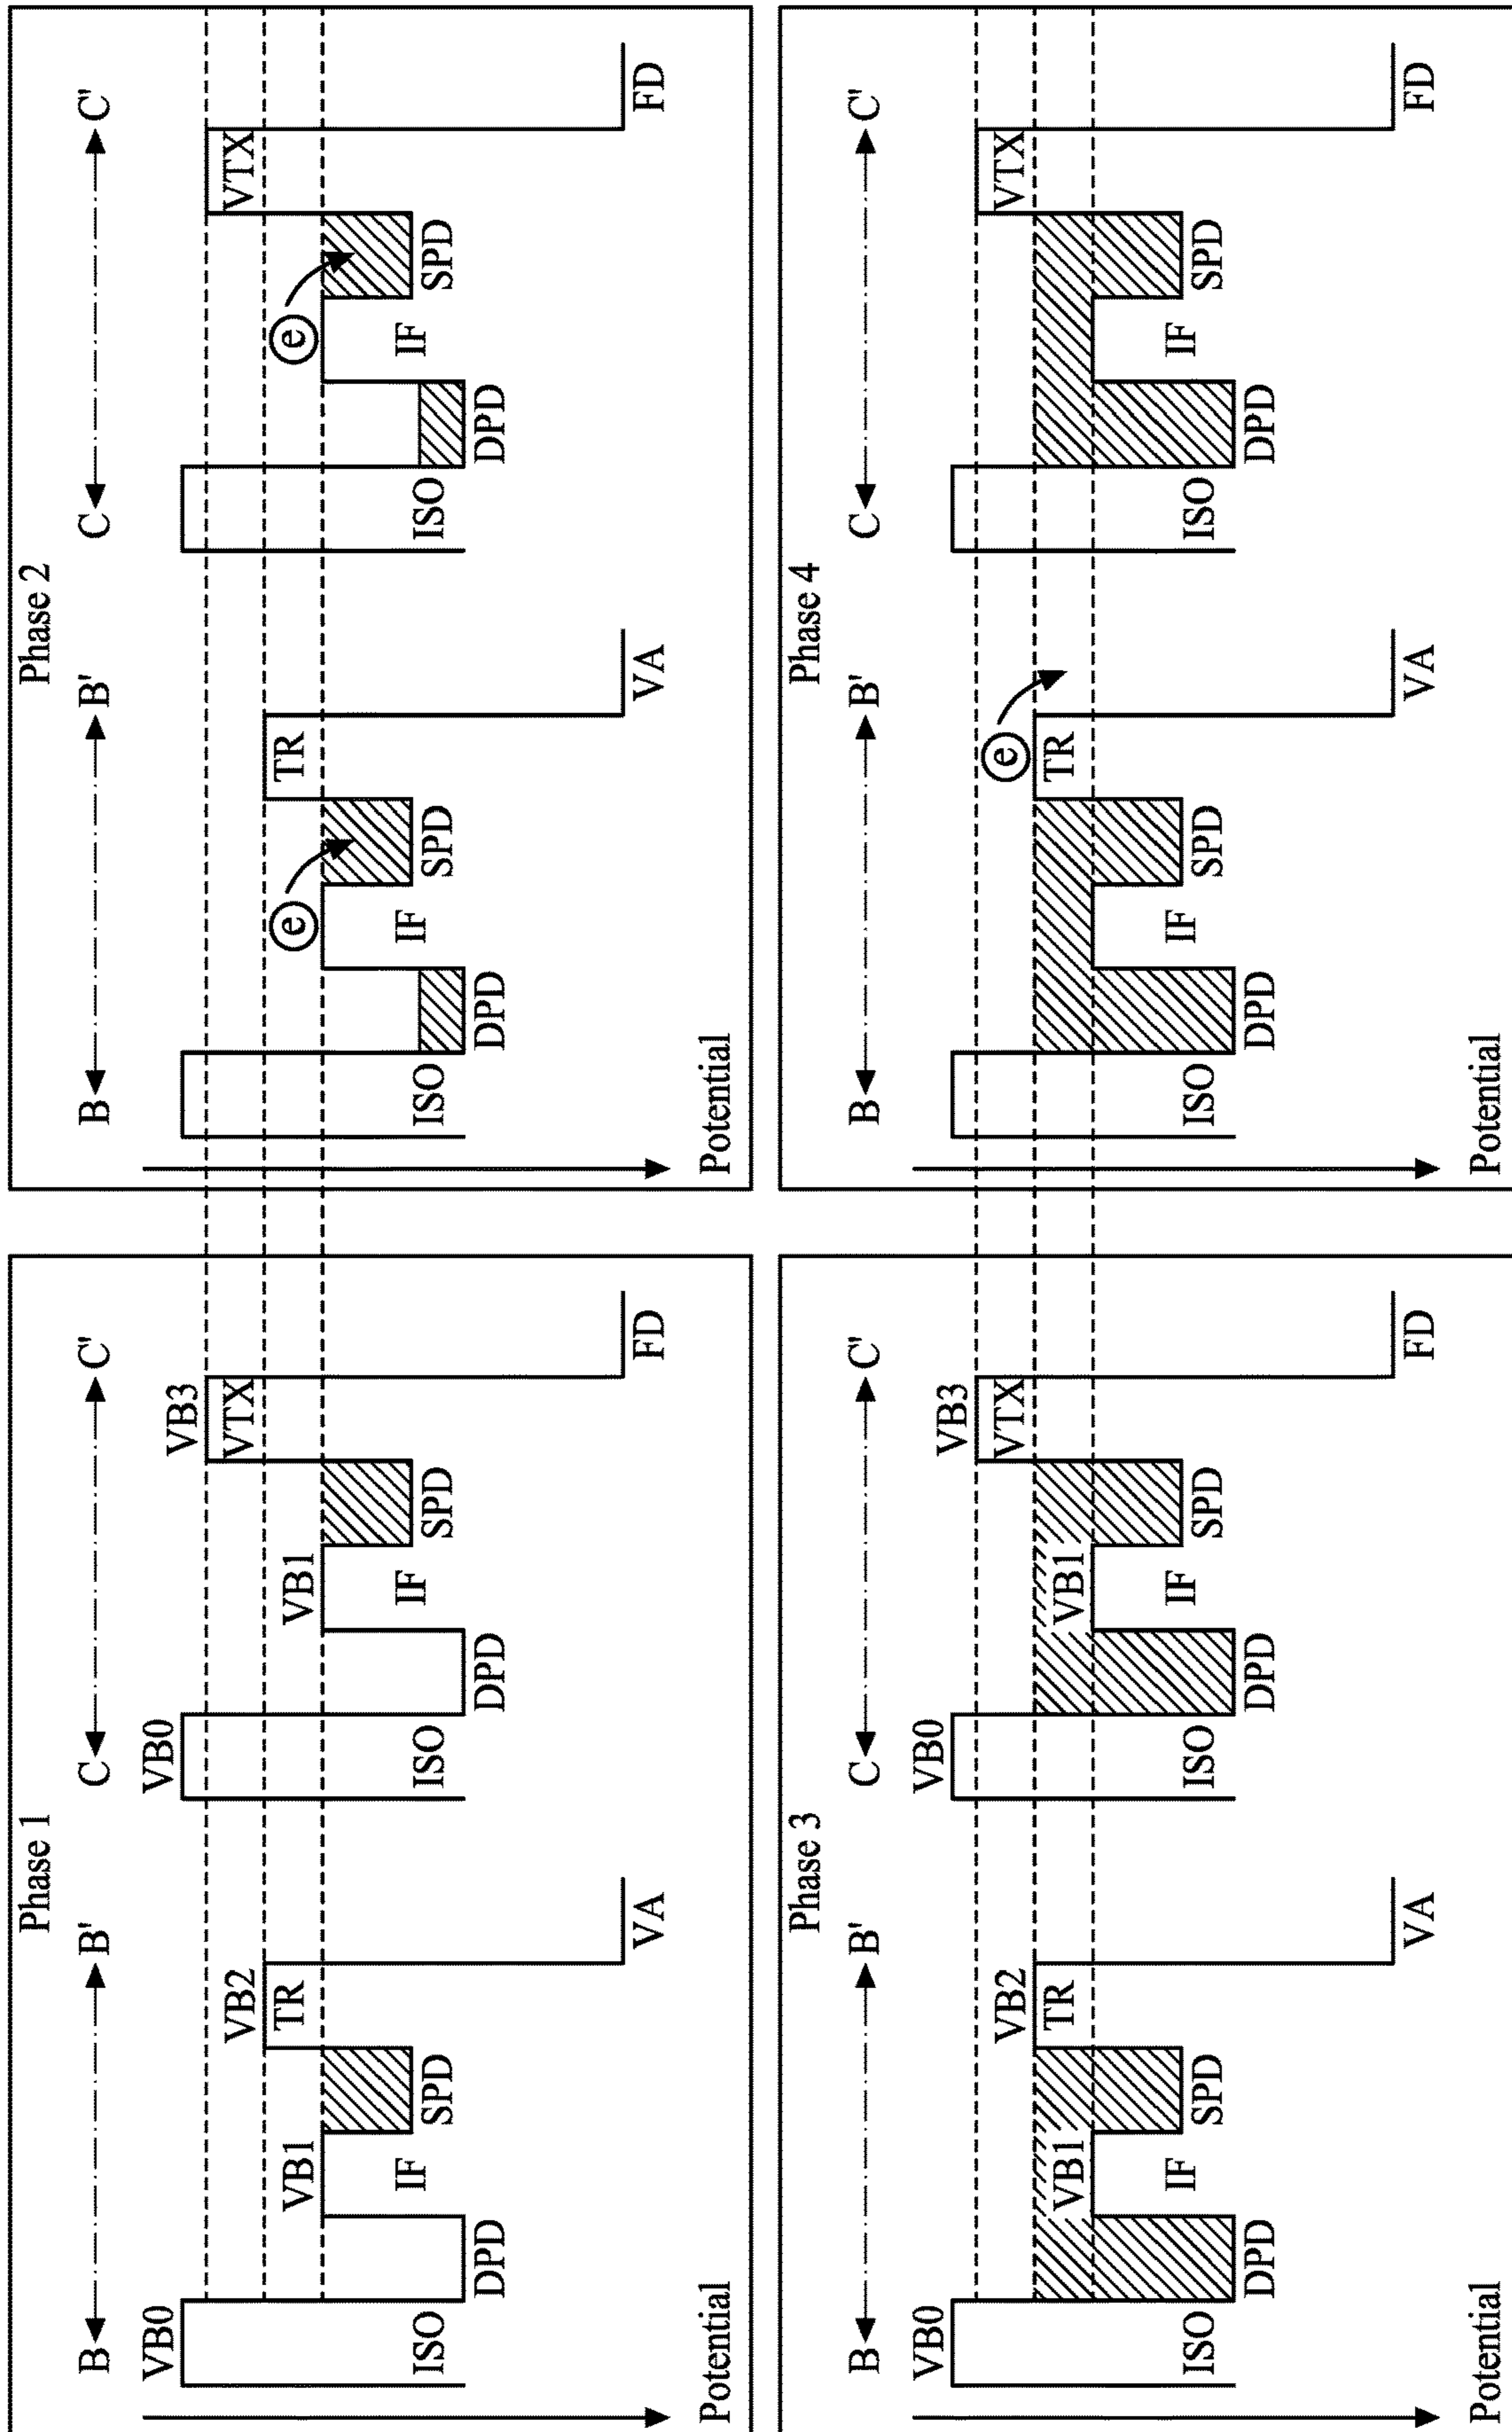 Phase 1
B B' C C'
VB0 VB1 VB2 VB0 VB1 VB3
TR VTX
ISO IF ISO IF
DPD SPD DPD SPD
VA FD
Potential
Phase 2
B B' C C'
e e
TR VTX
ISO IF ISO IF
DPD SPD DPD SPD
VA FD
Potential
Phase 3
B B' C C'
VB0 VB1 VB2 VB0 VB1 VB3
TR VTX
ISO IF ISO IF
DPD SPD DPD SPD
VA FD
Potential
Phase 4
B B' C C'
e
TR VTX
ISO IF ISO IF
DPD SPD DPD SPD
VA FD
Potential